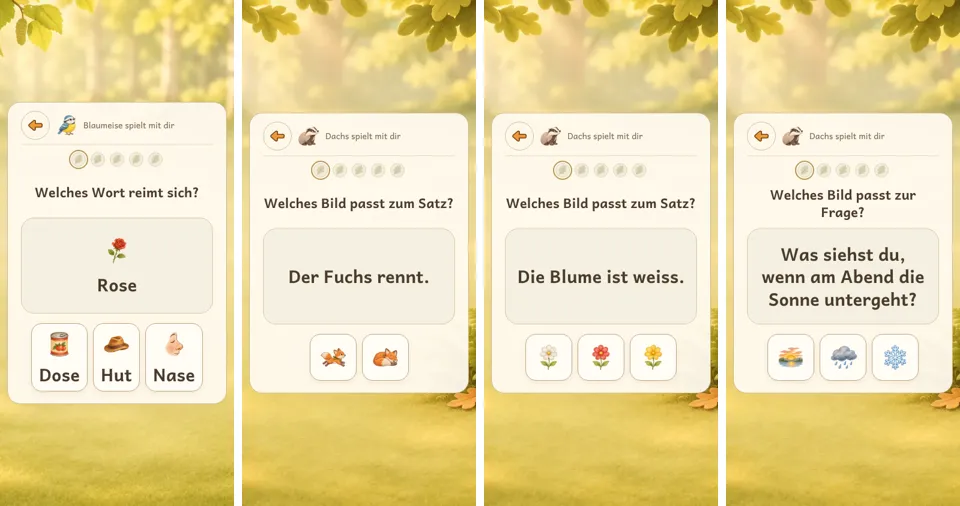 Blaumeise spielt mit dir
Welches Wort reimt sich?
Rose
Dose
Hut
Nase
Dachs spielt mit dir
Welches Bild passt zum Satz?
Der Fuchs rennt.
Dachs spielt mit dir
Welches Bild passt zum Satz?
Die Blume ist weiss.
Dachs spielt mit dir
Welches Bild passt zur
Frage?
Was siehst du,
wenn am Abend die
Sonne untergeht?